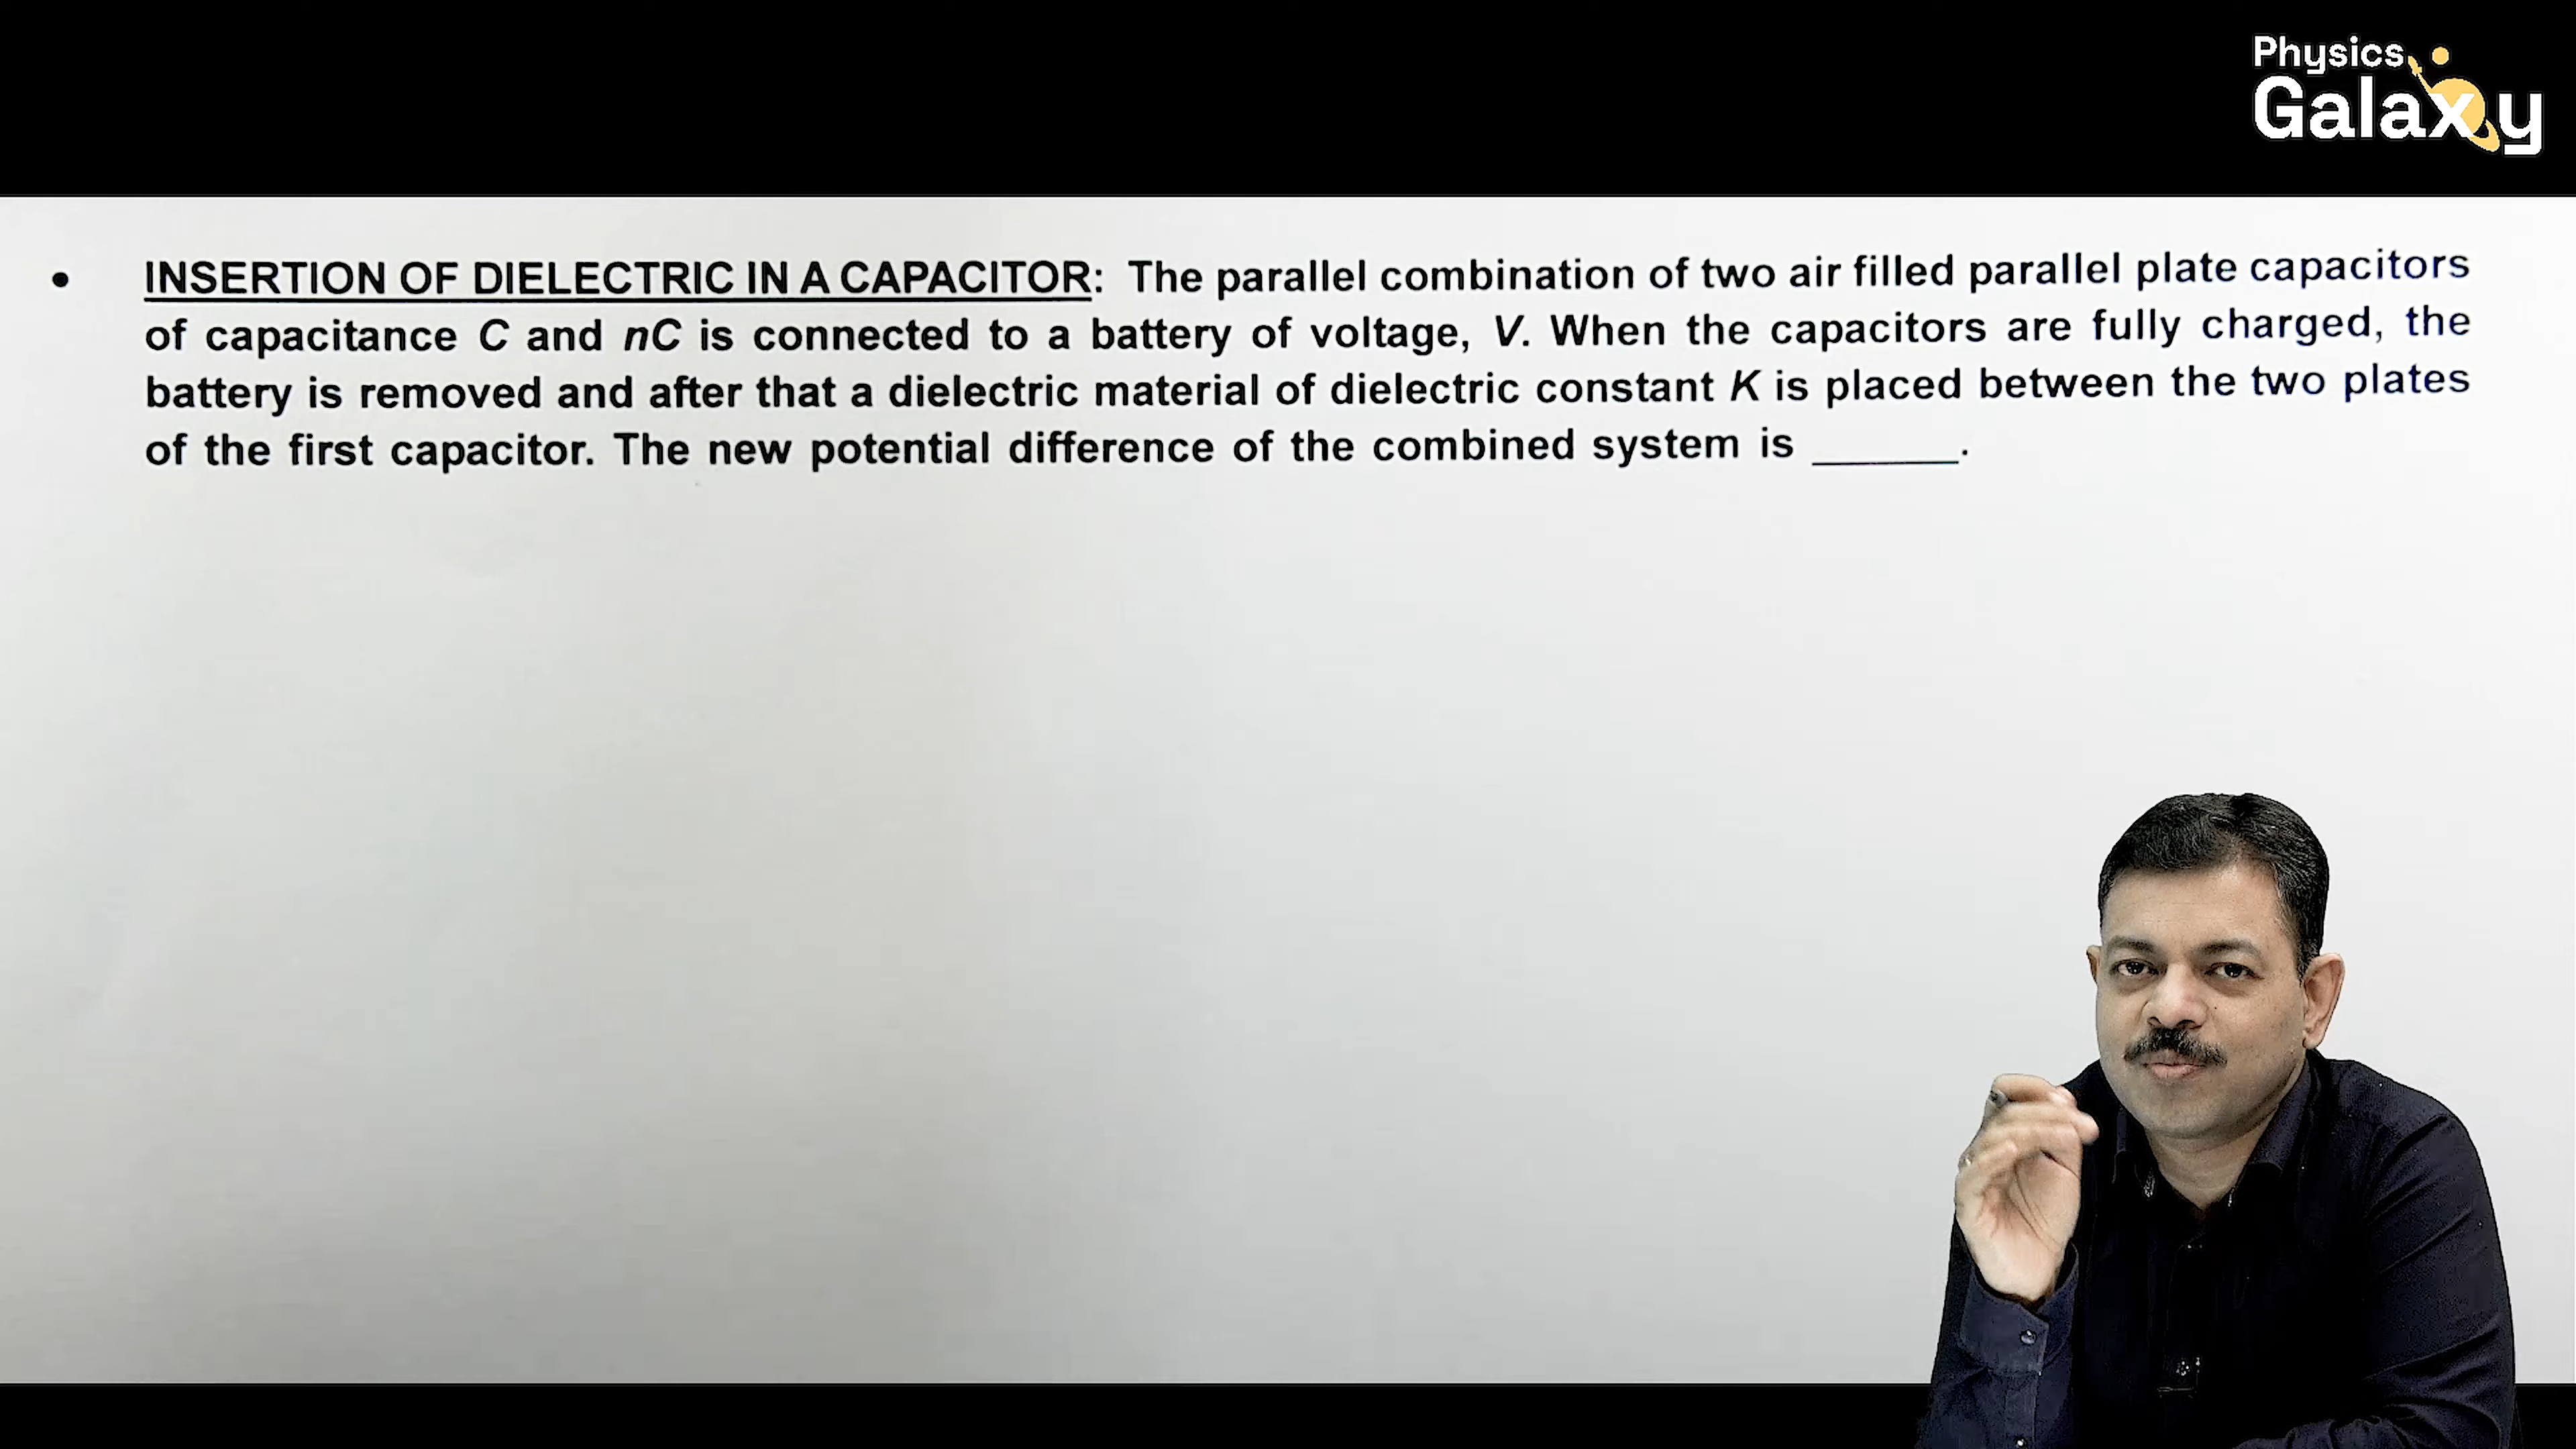 Physics
Galaxy
• INSERTION OF DIELECTRIC IN A CAPACITOR: The parallel combination of two air filled parallel plate capacitors
of capacitance C and nC is connected to a battery of voltage, V. When the capacitors are fully charged, the
battery is removed and after that a dielectric material of dielectric constant K is placed between the two plates
of the first capacitor. The new potential difference of the combined system is ______.